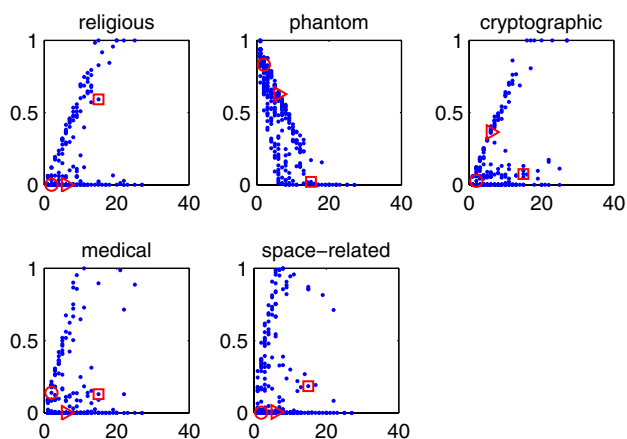 religious phantom cryptographic
1 1 1
0.5 0.5 0.5
0 0 0
0 20 40 0 20 40 0 20 40
medical space−related
1 1
0.5 0.5
0 0
0 20 40 0 20 40